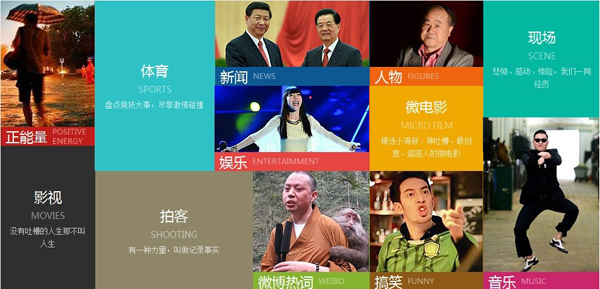 正能量
POSITIVE
ENERGY
体育
SPORTS
盘点竞技大事，尽享激情碰撞
新闻 NEWS
人物 FIGURES
现场
SCENE
悲恸、感动、惊险，我们一同
经历
影视
MOVIES
没有吐槽的人生那不叫
人生
拍客
SHOOTING
有一种力量，叫做记录事实
娱乐 ENTERTAINMMENT
微电影
MICRO FILM
精选小清新、神吐槽、最创
意、超感人的微电影
微博热词 WEIBO
搞笑 FUNNY
音乐 MUSIC